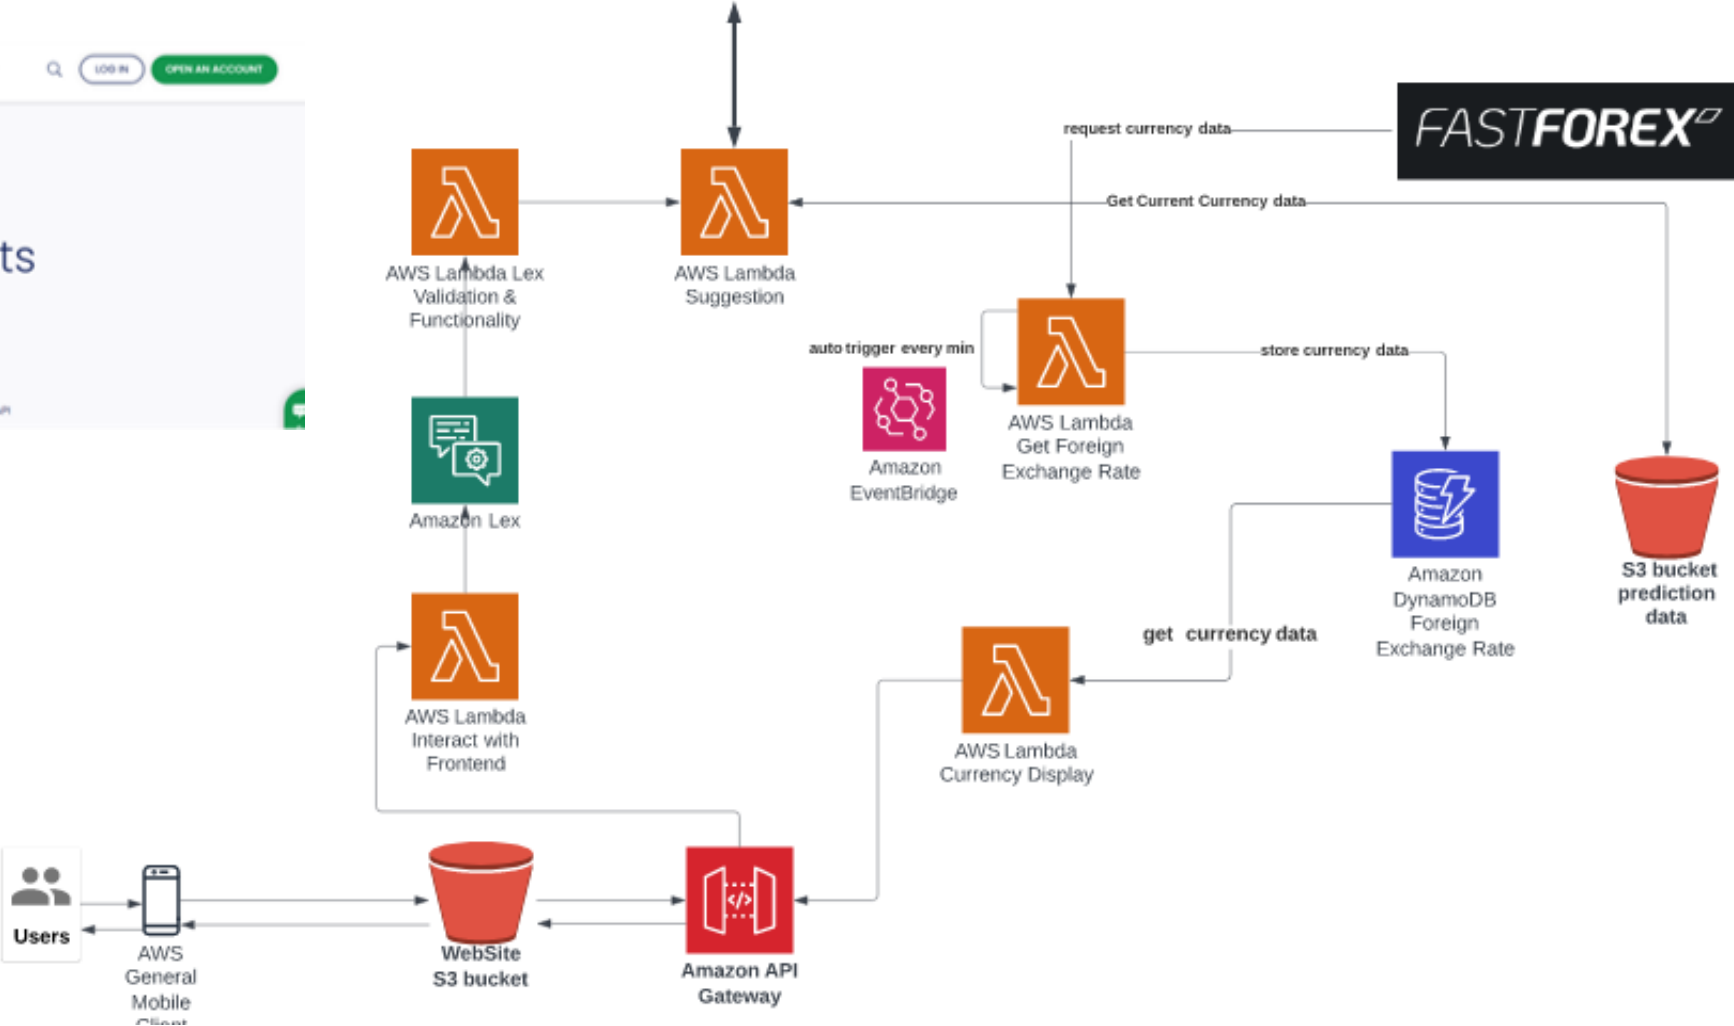 LOG IN
OPEN AN ACCOUNT
ts
request currency data
FASTFOREX
Get Current Currency data
AWS Lambda Lex
Validation &
Functionality
AWS Lambda
Suggestion
auto trigger every min
store currency data
Amazon
EventBridge
AWS Lambda
Get Foreign
Exchange Rate
Amazon Lex
Amazon
DynamoDB
Foreign
Exchange Rate
S3 bucket
prediction
data
get currency data
AWS Lambda
Interact with
Frontend
AWS Lambda
Currency Display
Users
AWS
General
Mobile
Client
WebSite
S3 bucket
</>
Amazon API
Gateway